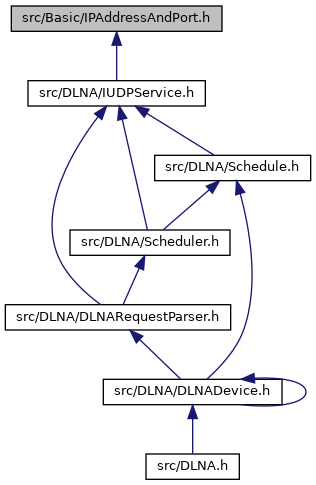 src/Basic/IPAddressAndPort.h
src/DLNA/IUDPService.h
src/DLNA/Schedule.h
src/DLNA/Scheduler.h
src/DLNA/DLNARequestParser.h
src/DLNA/DLNADevice.h
src/DLNA.h